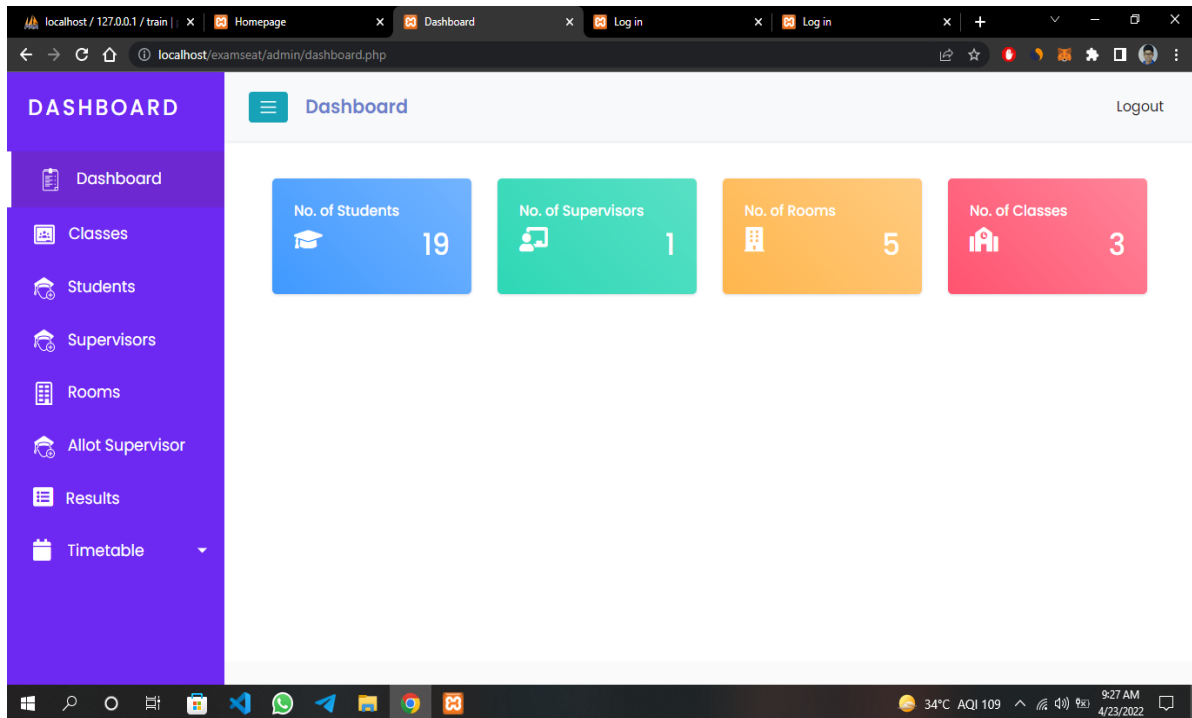 localhost / 127.0.0.1 / train |
Homepage
Dashboard
Log in
Log in
localhost/examseat/admin/dashboard.php
DASHBOARD
Dashboard
Logout
Dashboard
Classes
Students
Supervisors
Rooms
Allot Supervisor
Results
Timetable
No. of Students
19
No. of Supervisors
1
No. of Rooms
5
No. of Classes
3
34°C AQI 109
9:27 AM
4/23/2022